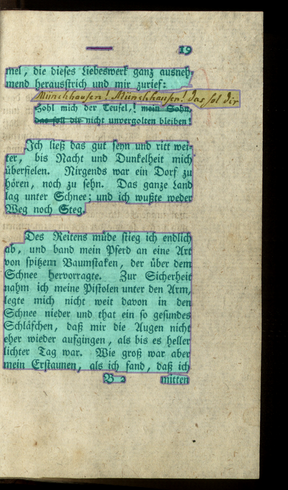 19
mel, die dieses Liebeswerk ganz ausneh-
mend herausstrich und mir zurief:
Münchhausen! Münchhausen! das sol dir
„hohl mich der Teufel, mein Sohn,
das soll dir nicht unvergolten bleiben!
Ich ließ das gut seyn und ritt wei-
ter, bis Nacht und Dunkelheit mich
überfielen. Nirgends war ein Dorf zu
hören, noch zu sehn. Das ganze Land
lag unter Schnee; und ich wußte weder
Weg noch Steg.
Des Reitens müde stieg ich endlich
ab, und band mein Pferd an eine Art
von spitzem Baumstaken, der über dem
Schnee hervorragte. Zur Sicherheit
nahm ich meine Pistolen unter den Arm,
legte mich nicht weit davon in den
Schnee nieder und that ein so gesundes
Schläfchen, daß mir die Augen nicht
eher wieder aufgingen, als bis es heller
lichter Tag war. Wie groß war aber
mein Erstaunen, als ich fand, daß ich
B 2 mitten